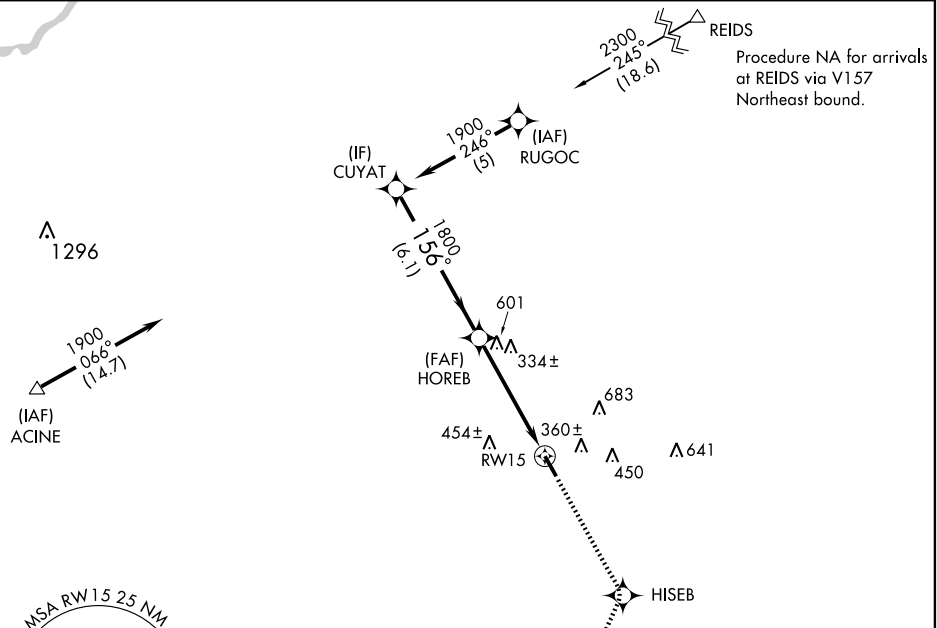 REIDS
2300
245°
(18.6)
Procedure NA for arrivals
at REIDS via V157
Northeast bound.
1900
246°
(5)
(IAF)
RUGOC
(IF)
CUYAT
1800
156°
(6.1)
1296
1900
066°
(14.7)
(IAF)
ACINE
601
334±
(FAF)
HOREB
683
454±
360±
RW15
450
641
HISEB
MSA RW15 25 NM